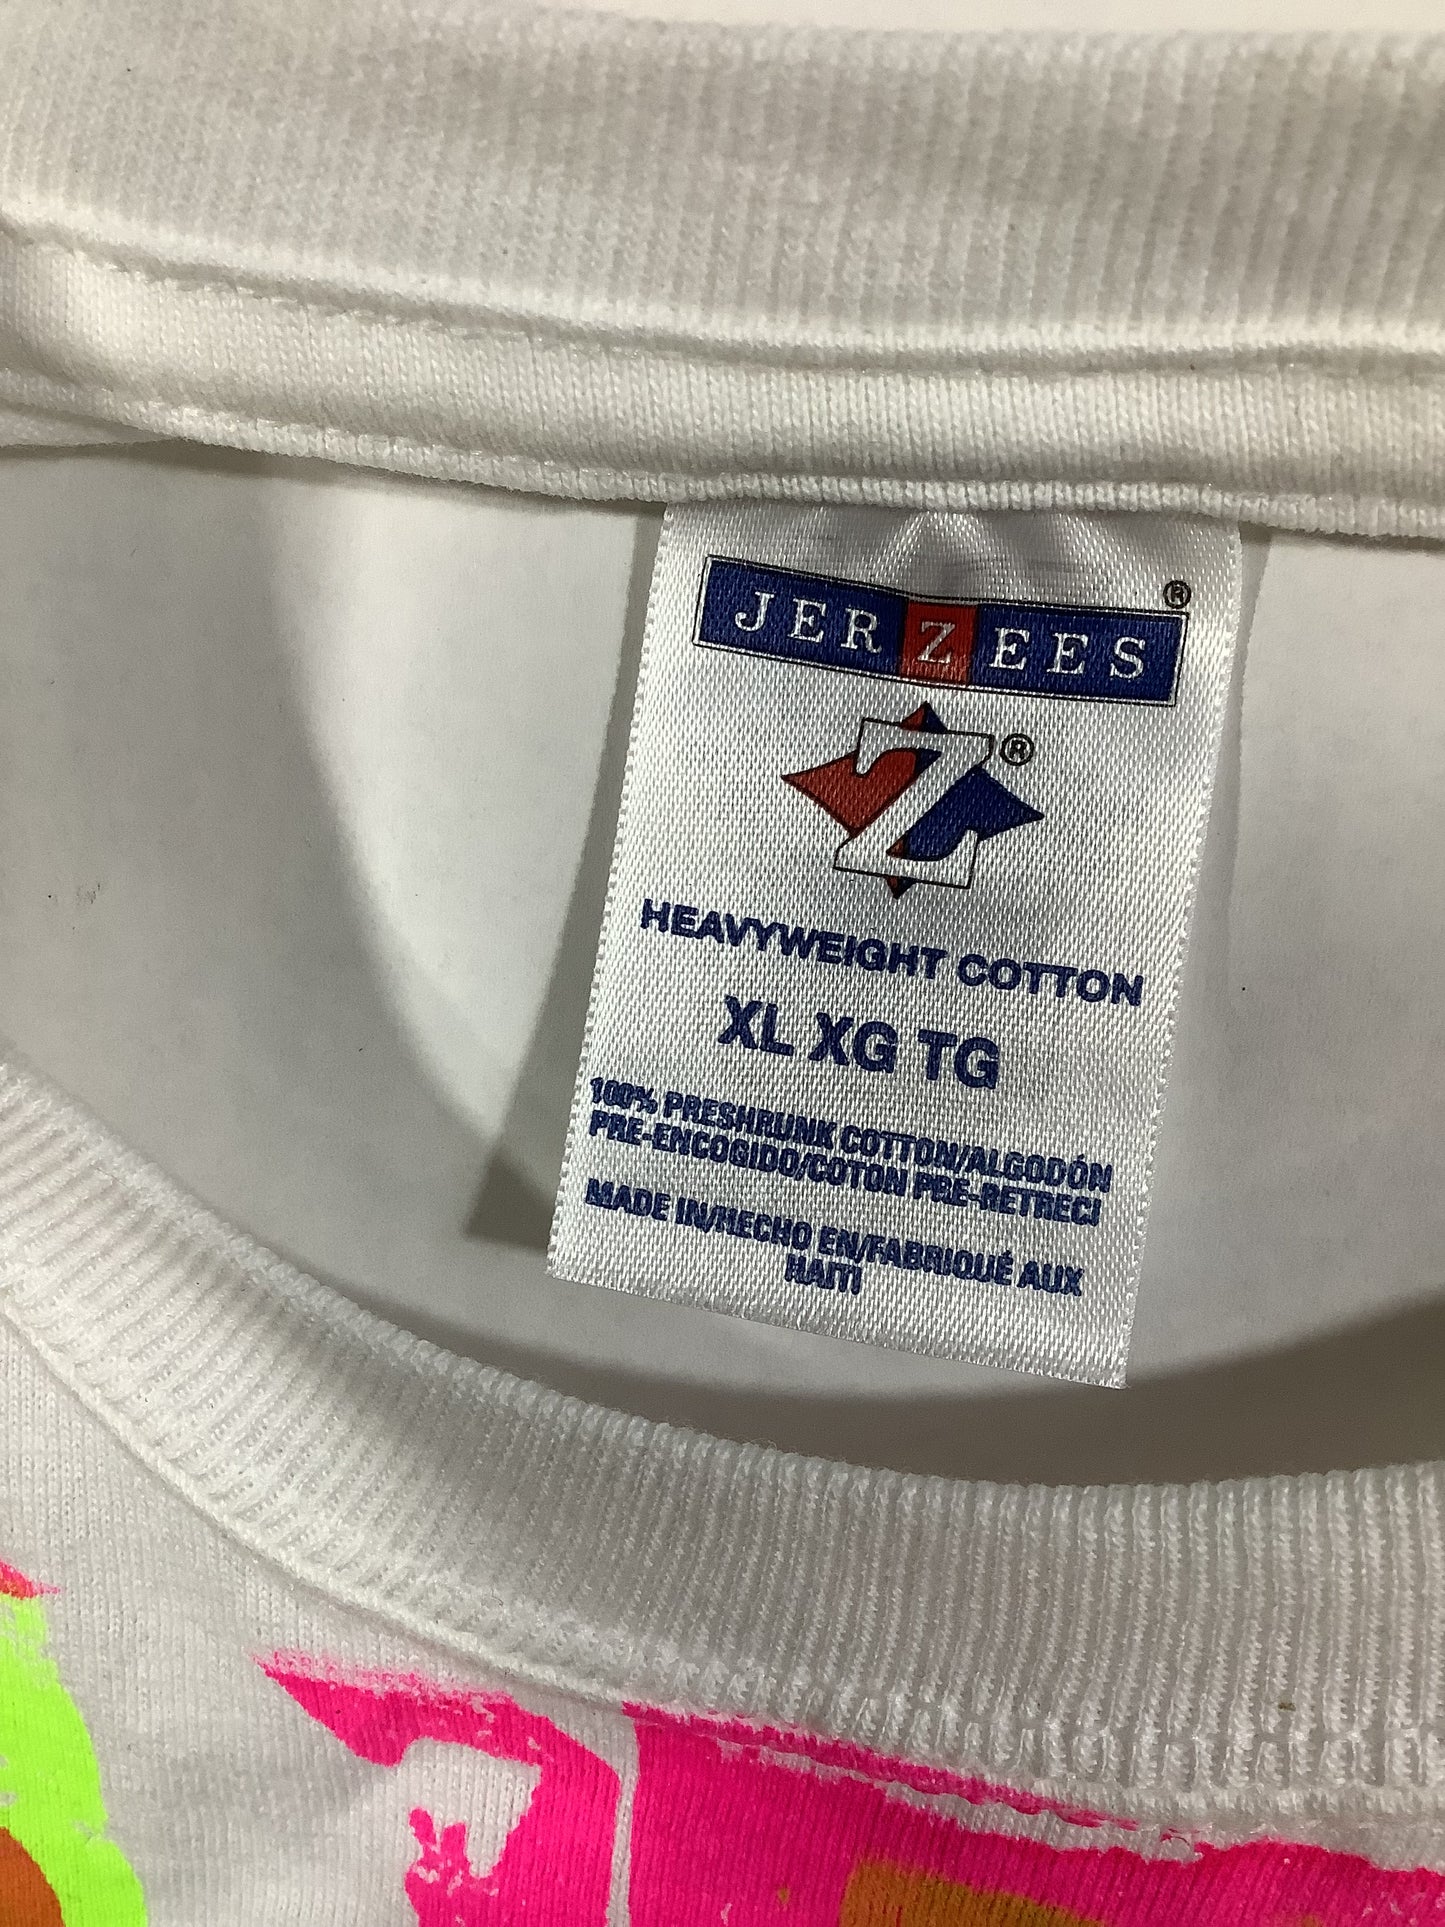 JERZEES ®
Z ®
HEAVYWEIGHT COTTON
XL XG TG
100% PRESHRUNK COTTON/ALGODÓN
PRE-ENCOGIDO/COTON PRÉ-RETRECI
MADE IN/HECHO EN/FABRIQUÉ AUX
HAITI